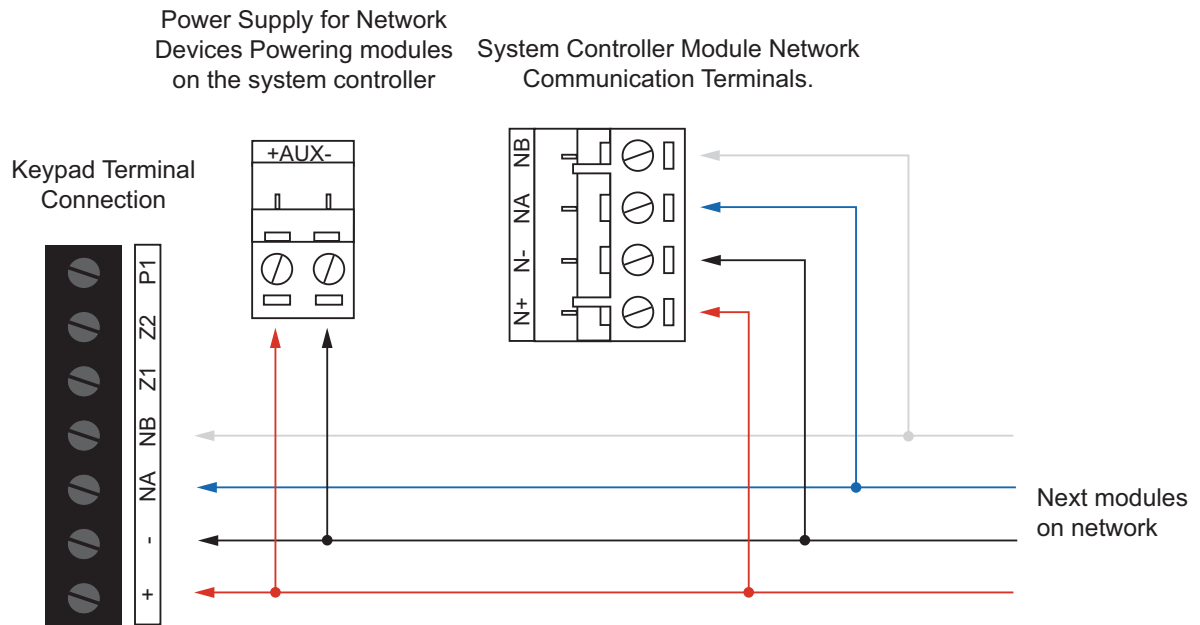 Power Supply for Network
Devices Powering modules
on the system controller
System Controller Module Network
Communication Terminals.
+AUX-
Keypad Terminal
Connection
NB
NA
N-
N+
P1
Z2
Z1
NB
NA
-
+
Next modules
on network